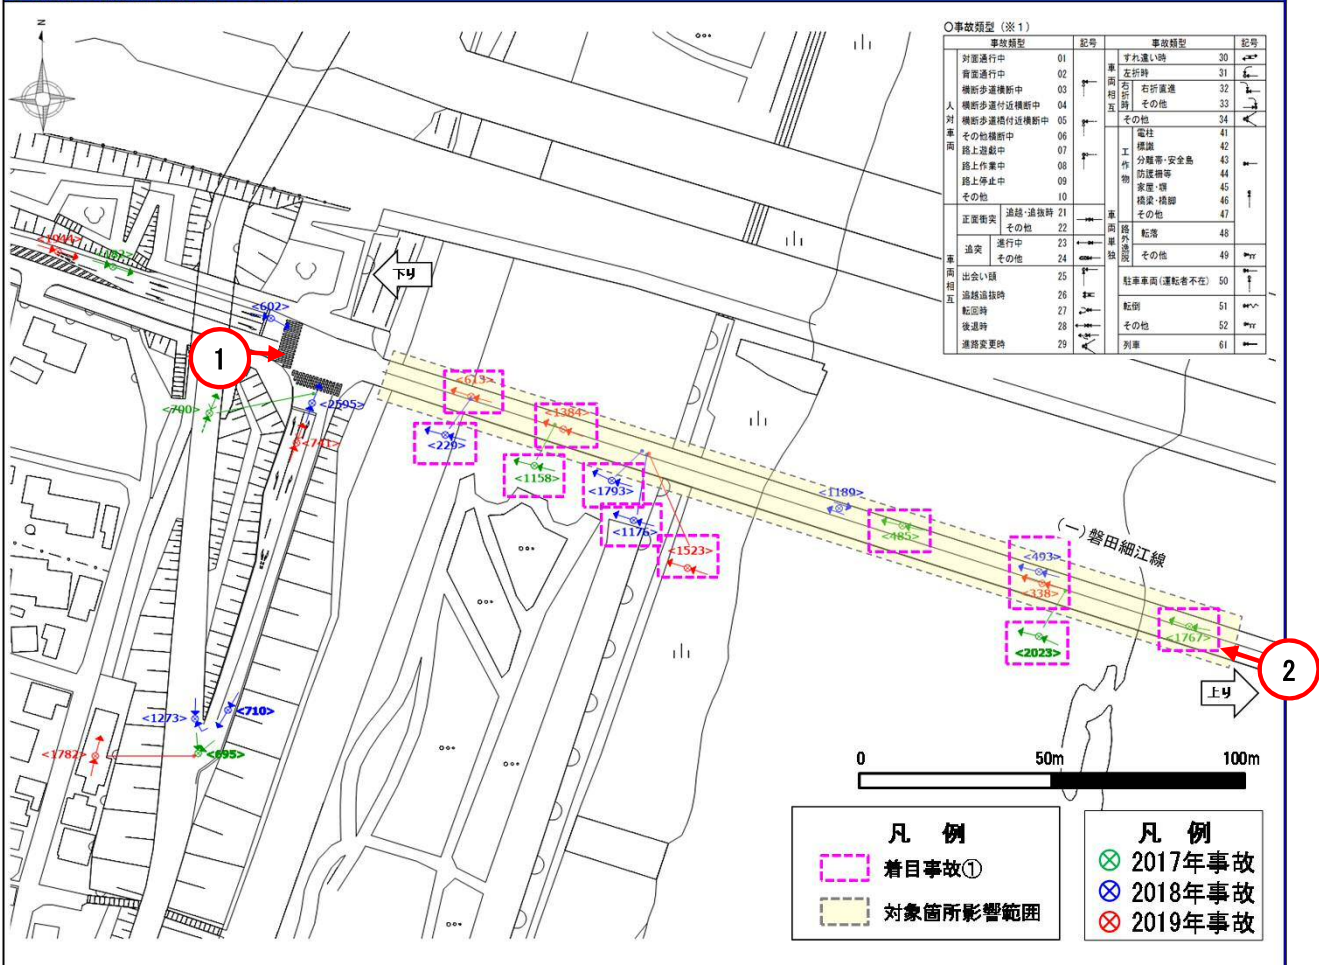 N
〇事故類型（※１）
事故類型 記号 事故類型 記号
人対車両
対面通行中 01
背面通行中 02
横断歩道横断中 03
横断歩道付近横断中 04
横断歩道橋付近横断中 05
その他横断中 06
路上遊戯中 07
路上作業中 08
路上停止中 09
その他 10
車両相互
正面衝突 追越・追抜時 21
その他 22
追突 進行中 23
その他 24
出会い頭 25
追越追抜時 26
転回時 27
後退時 28
進路変更時 29
車両相互
すれ違い時 30
左折時 31
右折時 右折直進 32
その他 33
その他 34
車両単独
工作物
電柱 41
標識 42
分離帯・安全島 43
防護柵等 44
家屋・塀 45
橋梁・橋脚 46
その他 47
路外逸脱 転落 48
その他 49
駐車車両(運転者不在) 50
転倒 51
その他 52
列車 61
<1944>
下り
<602>
1
<613>
<700>
<2595>
<1384>
<741>
<229>
<1158>
<1793>
<1189>
<1176>
<485>
<1523>
(一)磐田細江線
<493>
<338>
<1767>
<2023>
2
上り
<1273>
<710>
<1782>
<695>
0 50m 100m
凡 例
着目事故①
対象箇所影響範囲
凡 例
2017年事故
2018年事故
2019年事故